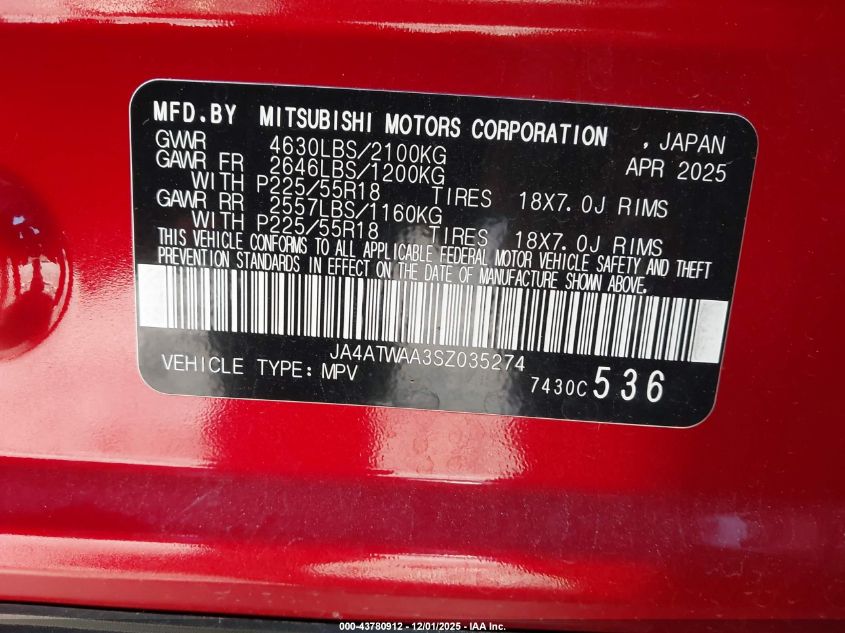 MFD.BY MITSUBISHI MOTORS CORPORATION , JAPAN
GVWR 4630LBS/2100KG APR 2025
GAWR FR 2646LBS/1200KG
WITH P225/55R18 TIRES 18X7.0J RIMS
GAWR RR 2557LBS/1160KG
WITH P225/55R18 TIRES 18X7.0J RIMS
THIS VEHICLE CONFORMS TO ALL APPLICABLE FEDERAL MOTOR VEHICLE SAFETY AND THEFT
PREVENTION STANDARDS IN EFFECT ON THE DATE OF MANUFACTURE SHOWN ABOVE.
JA4ATWAA3SZ035274
VEHICLE TYPE:MPV 7430C 536
000-43780912 - 12/01/2025 - IAA Inc.